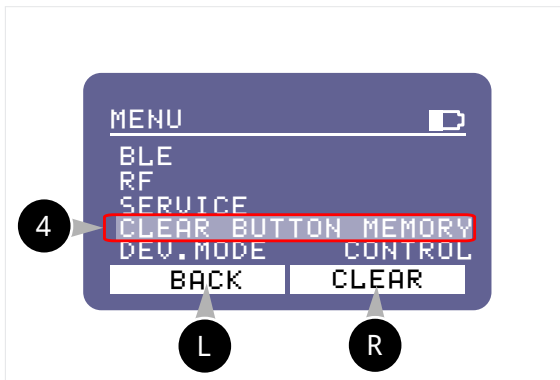 MENU
BLE
RF
SERVICE
4
CLEAR BUTTON MEMORY
DEV.MODE CONTROL
BACK CLEAR
L R